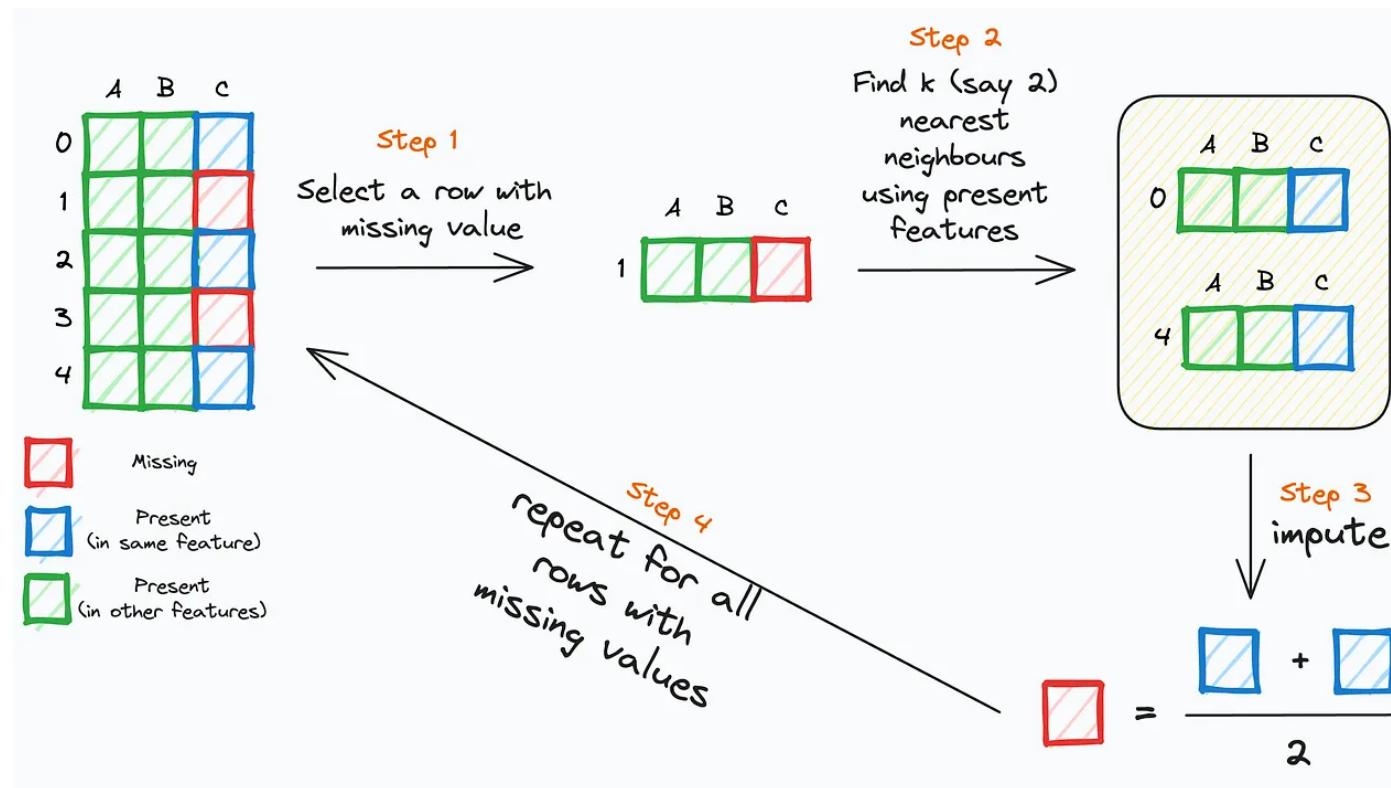 A B C
0
1
2
3
4
Missing
Present
(in same feature)
Present
(in other features)
Step 1
Select a row with
missing value
A B C
1
Step 2
Find k (say 2)
nearest
neighbours
using present
features
A B C
0
A B C
4
Step 3
impute
+
=
2
Step 4
repeat for all
rows with
missing values